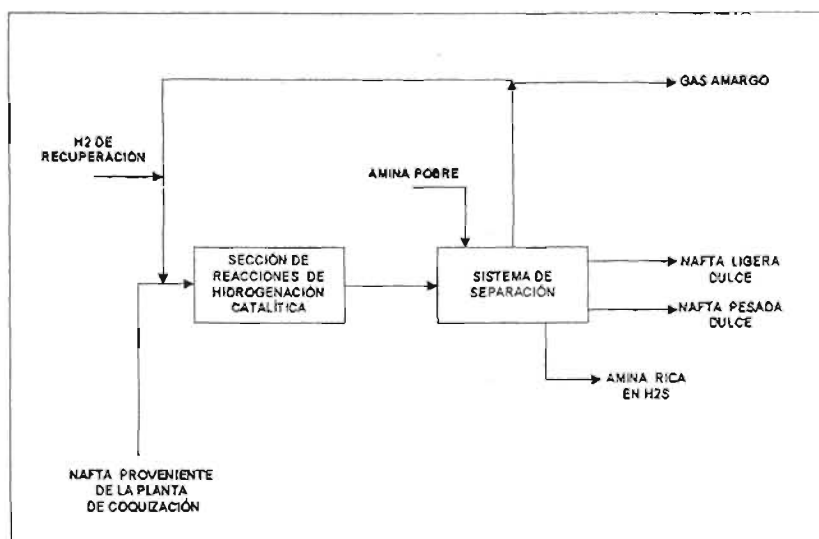 GAS AMARGO
H2 DE
RECUPERACIÓN
AMINA POBRE
SECCIÓN DE
REACCIONES DE
HIDROGENACIÓN
CATALÍTICA
SISTEMA DE
SEPARACIÓN
NAFTA LIGERA
DULCE
NAFTA PESADA
DULCE
AMINA RICA
EN H2S
NAFTA PROVENIENTE
DE LA PLANTA
DE COQUIZACIÓN